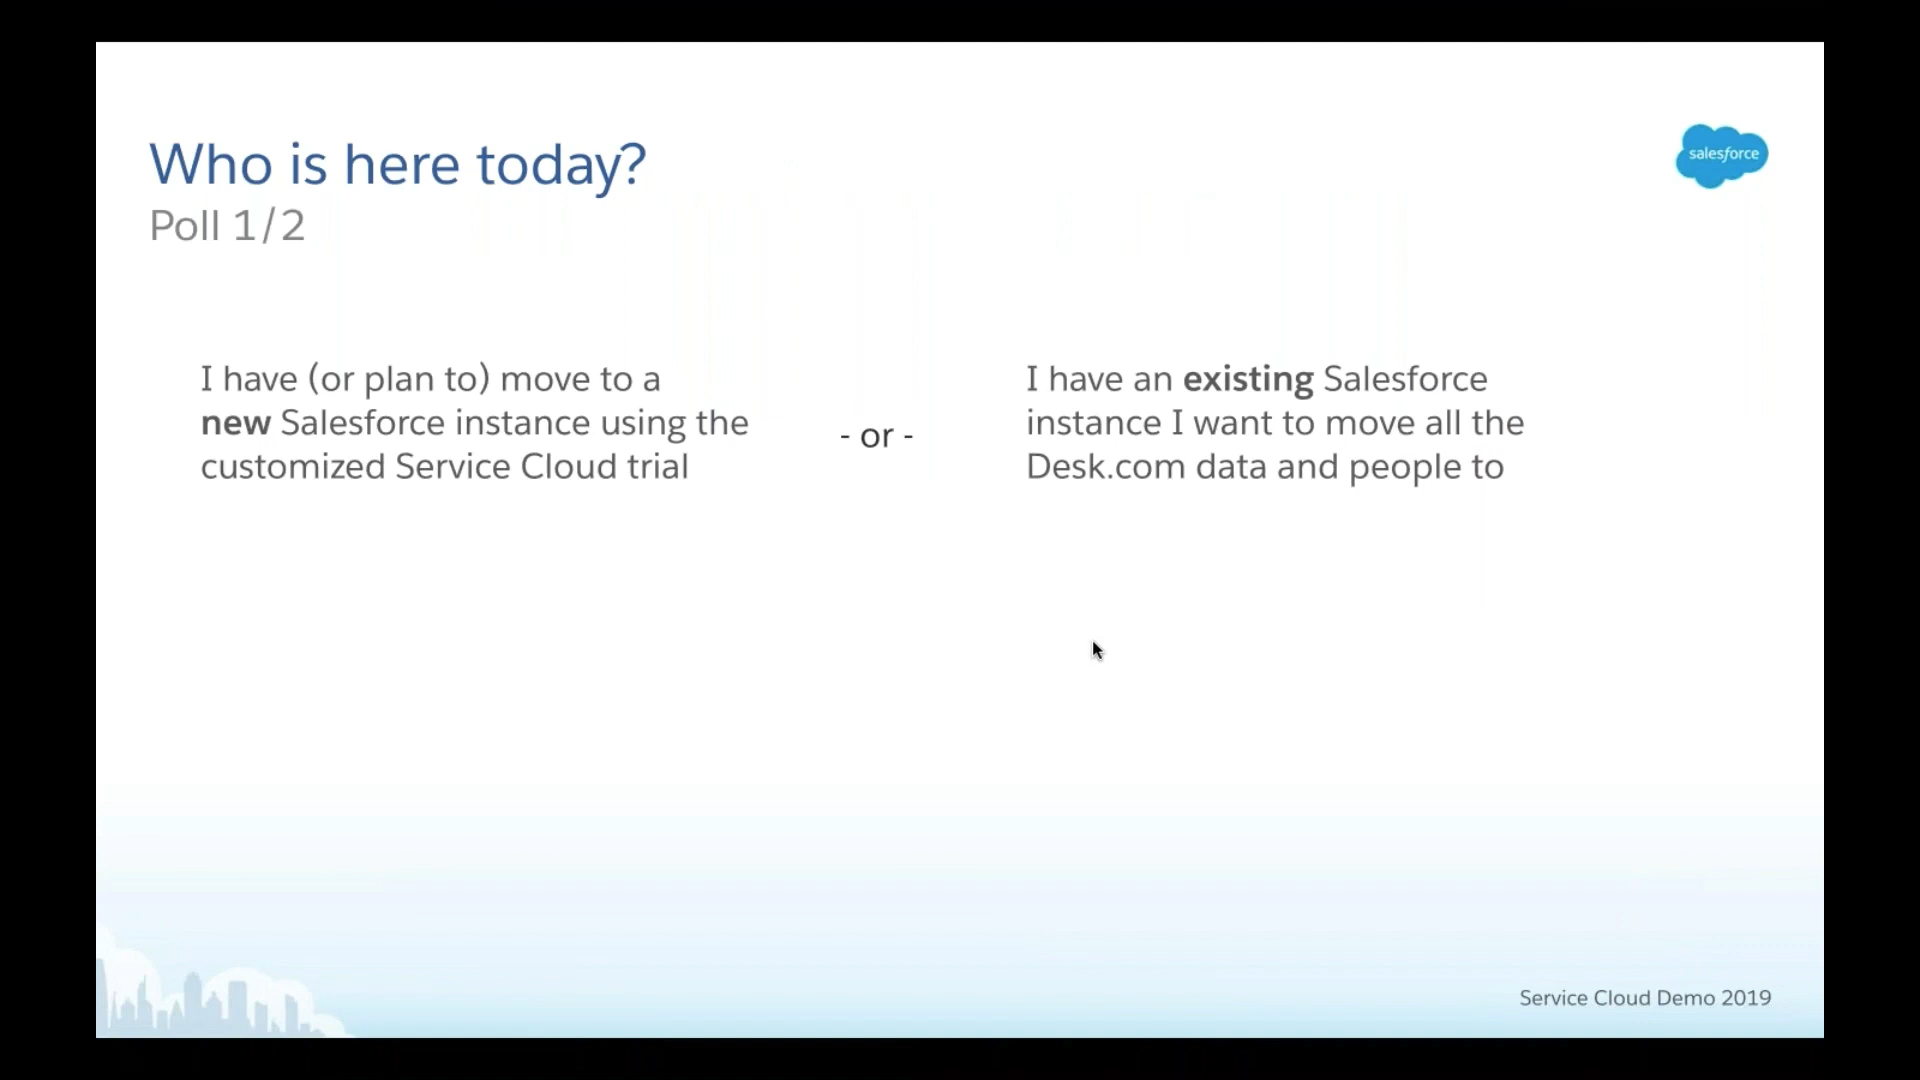 Who is here today?
Poll 1/2
salesforce
I have (or plan to) move to a
new Salesforce instance using the
customized Service Cloud trial
- or -
I have an existing Salesforce
instance I want to move all the
Desk.com data and people to
Service Cloud Demo 2019